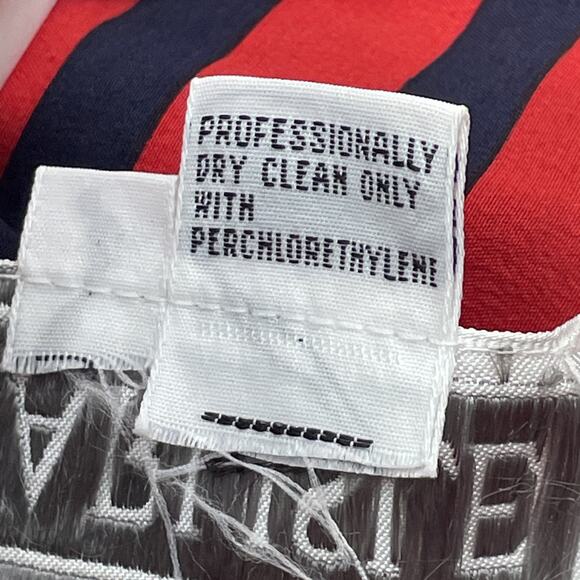 PROFESSIONALLY
DRY CLEAN ONLY
WITH
PERCHLORETHYLENE